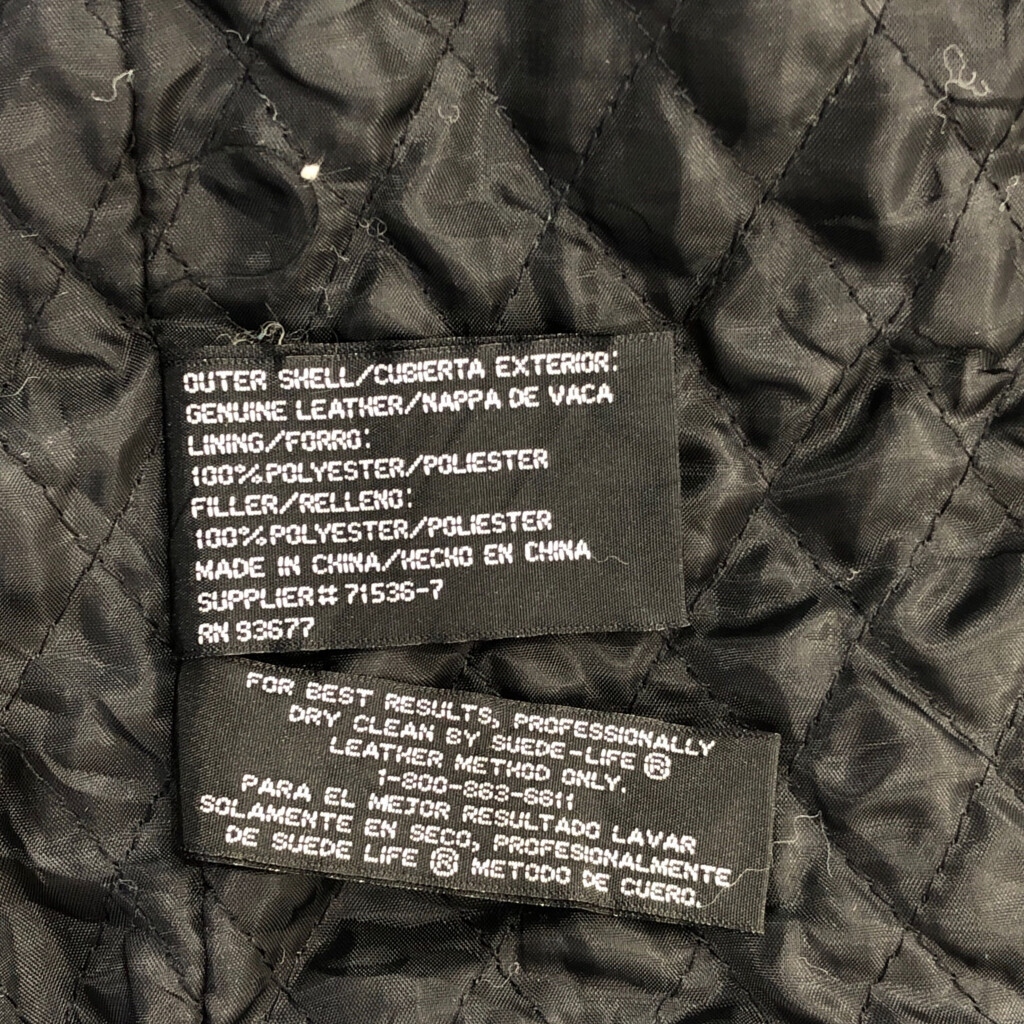 OUTER SHELL/CUBIERTA EXTERIOR:
GENUINE LEATHER/NAPPA DE VACA
LINING/FORRO:
100%POLYESTER/POLIESTER
FILLER/RELLENO:
100%POLYESTER/POLIESTER
MADE IN CHINA/HECHO EN CHINA
SUPPLIER# 71536-7
RN 93677
FOR BEST RESULTS, PROFESSIONALLY
DRY CLEAN BY SUEDE-LIFE ®
LEATHER METHOD ONLY.
1-800-863-6611
PARA EL MEJOR RESULTADO LAVAR
SOLAMENTE EN SECO, PROFESIONALMENTE
DE SUEDE LIFE ® METODO DE CUERO.